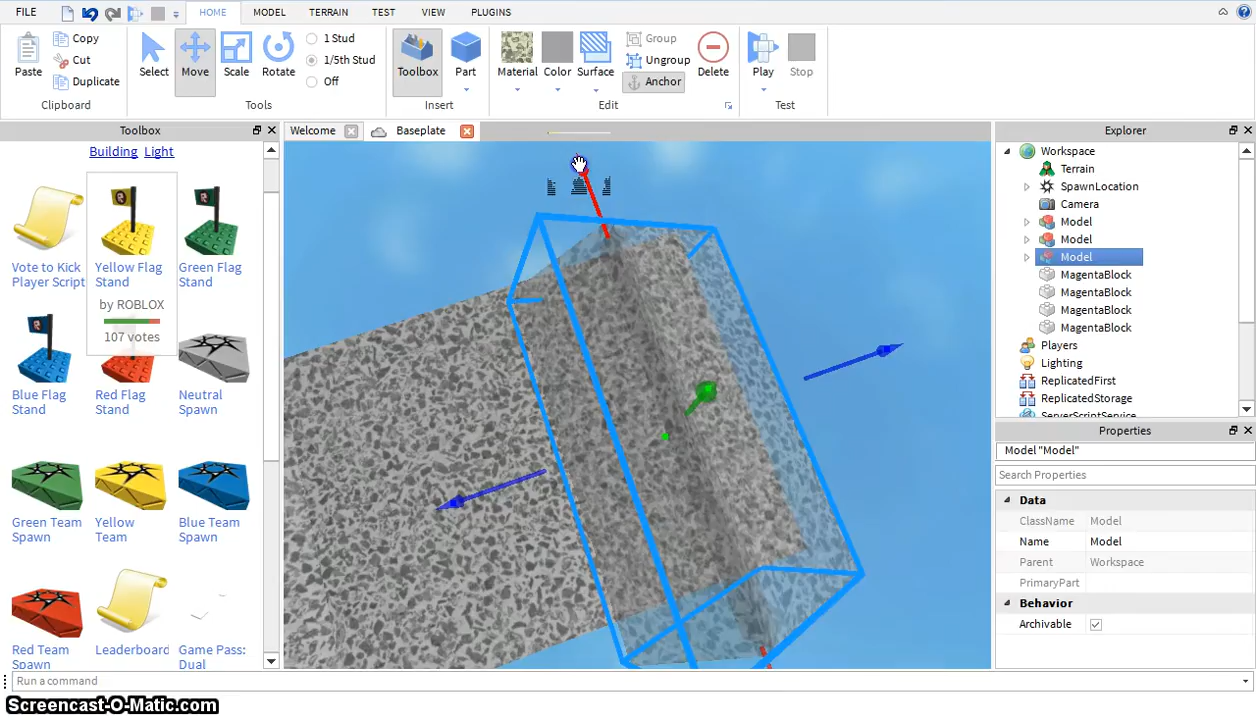 FILE HOME MODEL TERRAIN TEST VIEW PLUGINS
Paste
Copy
Cut
Duplicate
Clipboard
Select Move Scale Rotate
1 Stud
1/5th Stud
Off
Tools
Toolbox Part
Insert
Material Color Surface
Group
Ungroup
Anchor
Delete
Edit
Play Stop
Test
Toolbox
Building Light
Vote to Kick
Player Script
Yellow Flag
Stand
Green Flag
Stand
by ROBLOX
107 votes
Blue Flag
Stand
Red Flag
Stand
Neutral
Spawn
Green Team
Spawn
Yellow
Team
Blue Team
Spawn
Red Team
Spawn
Leaderboard
Game Pass:
Dual
Welcome Baseplate
Explorer
Workspace
Terrain
SpawnLocation
Camera
Model
Model
Model
MagentaBlock
MagentaBlock
MagentaBlock
MagentaBlock
Players
Lighting
ReplicatedFirst
ReplicatedStorage
ServerScriptService
Properties
Model "Model"
Search Properties
Data
ClassName Model
Name Model
Parent Workspace
PrimaryPart
Behavior
Archivable
Run a command
Screencast-O-Matic.com